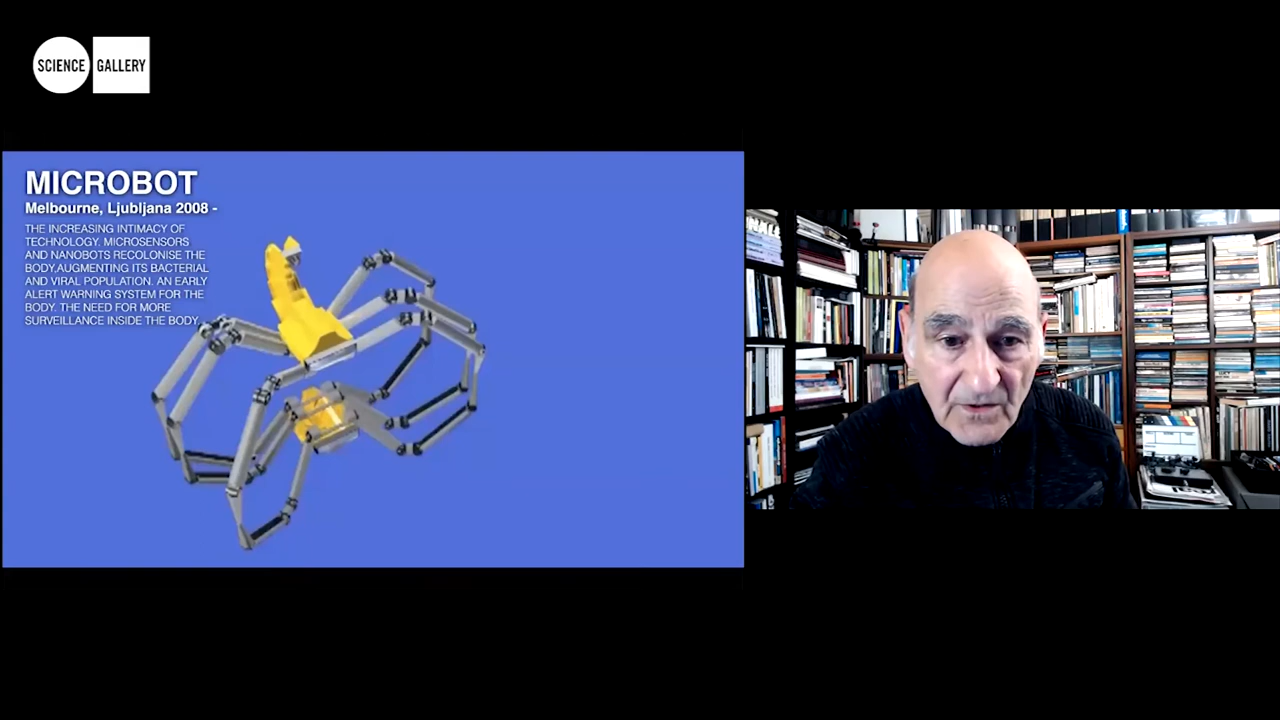 SCIENCE GALLERY
MICROBOT
Melbourne, Ljubljana 2008 -
THE INCREASING INTIMACY OF
TECHNOLOGY. MICROSENSORS
AND NANOBOTS RECOLONISE THE
BODY,AUGMENTING ITS BACTERIAL
AND VIRAL POPULATION. AN EARLY
ALERT WARNING SYSTEM FOR THE
BODY. THE NEED FOR MORE
SURVEILLANCE INSIDE THE BODY.